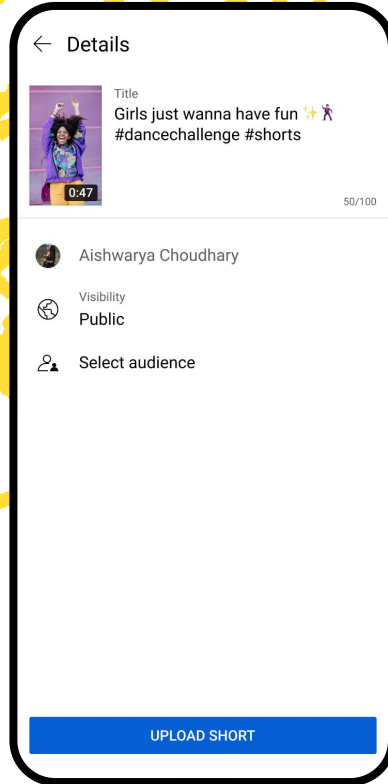 Details
Title
Girls just wanna have fun ✨🕺
#dancechallenge #shorts
0:47
50/100
Aishwarya Choudhary
Visibility
Public
Select audience
UPLOAD SHORT